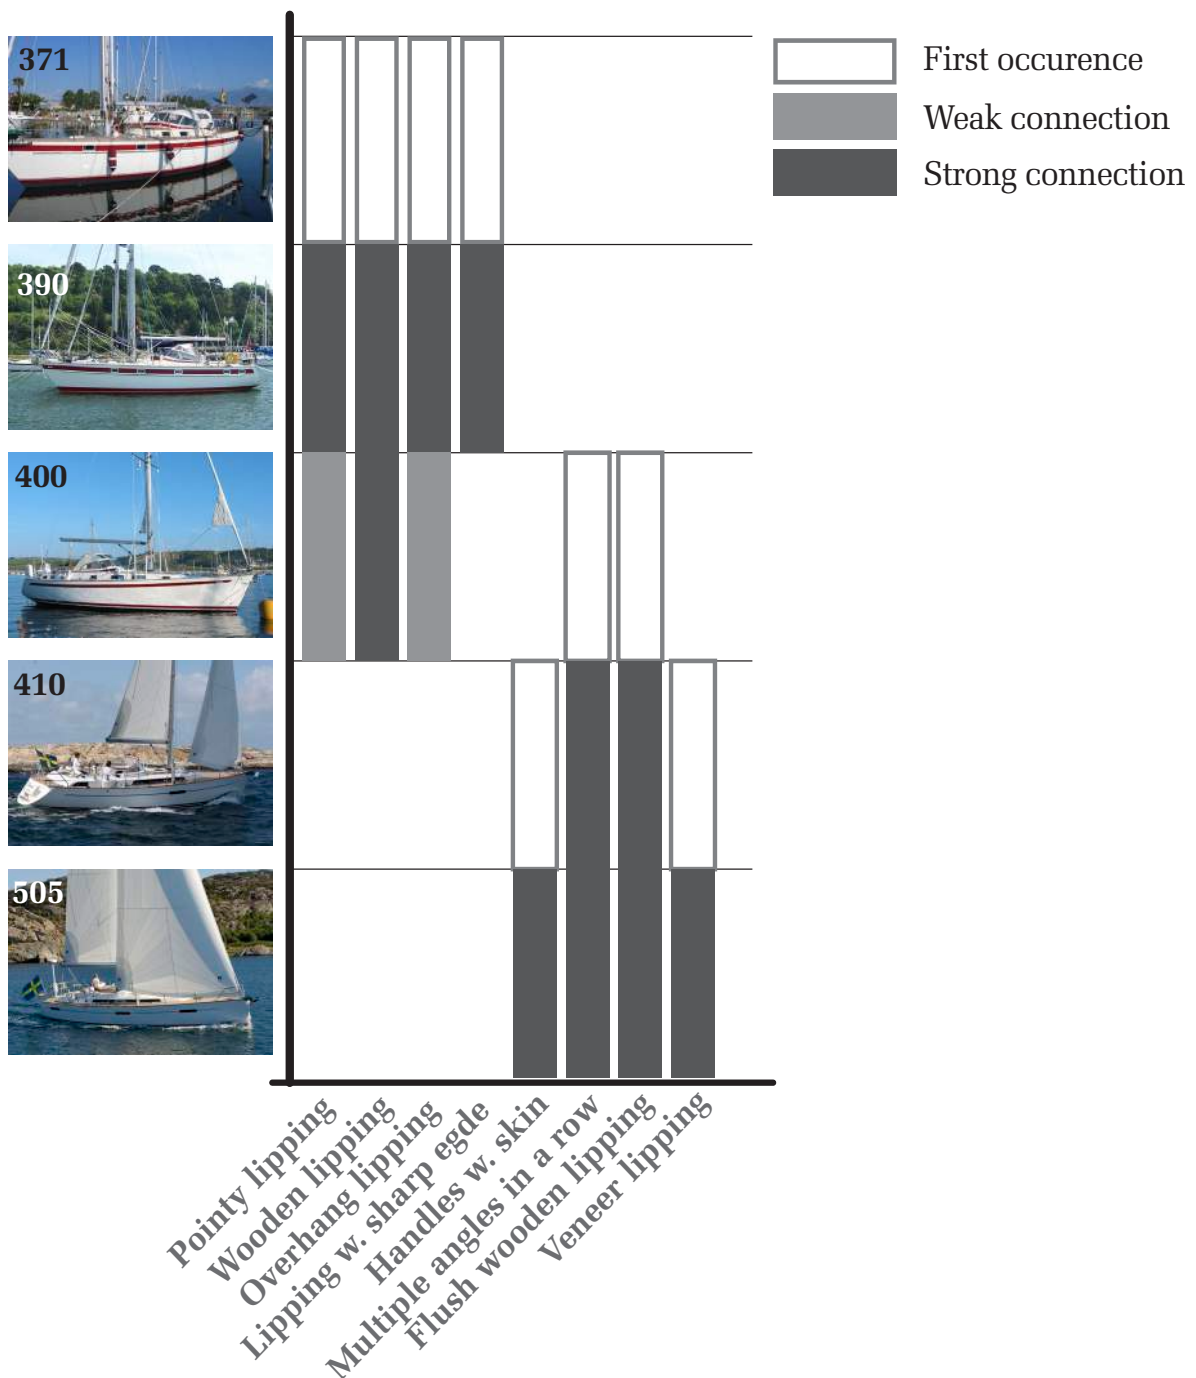 371
First occurence
Weak connection
Strong connection
390
400
410
505
Pointy lipping
Wooden lipping
Overhang lipping
Lipping w. sharp egde
Handles w. skin
Multiple angles in a row
Flush wooden lipping
Veneer lipping